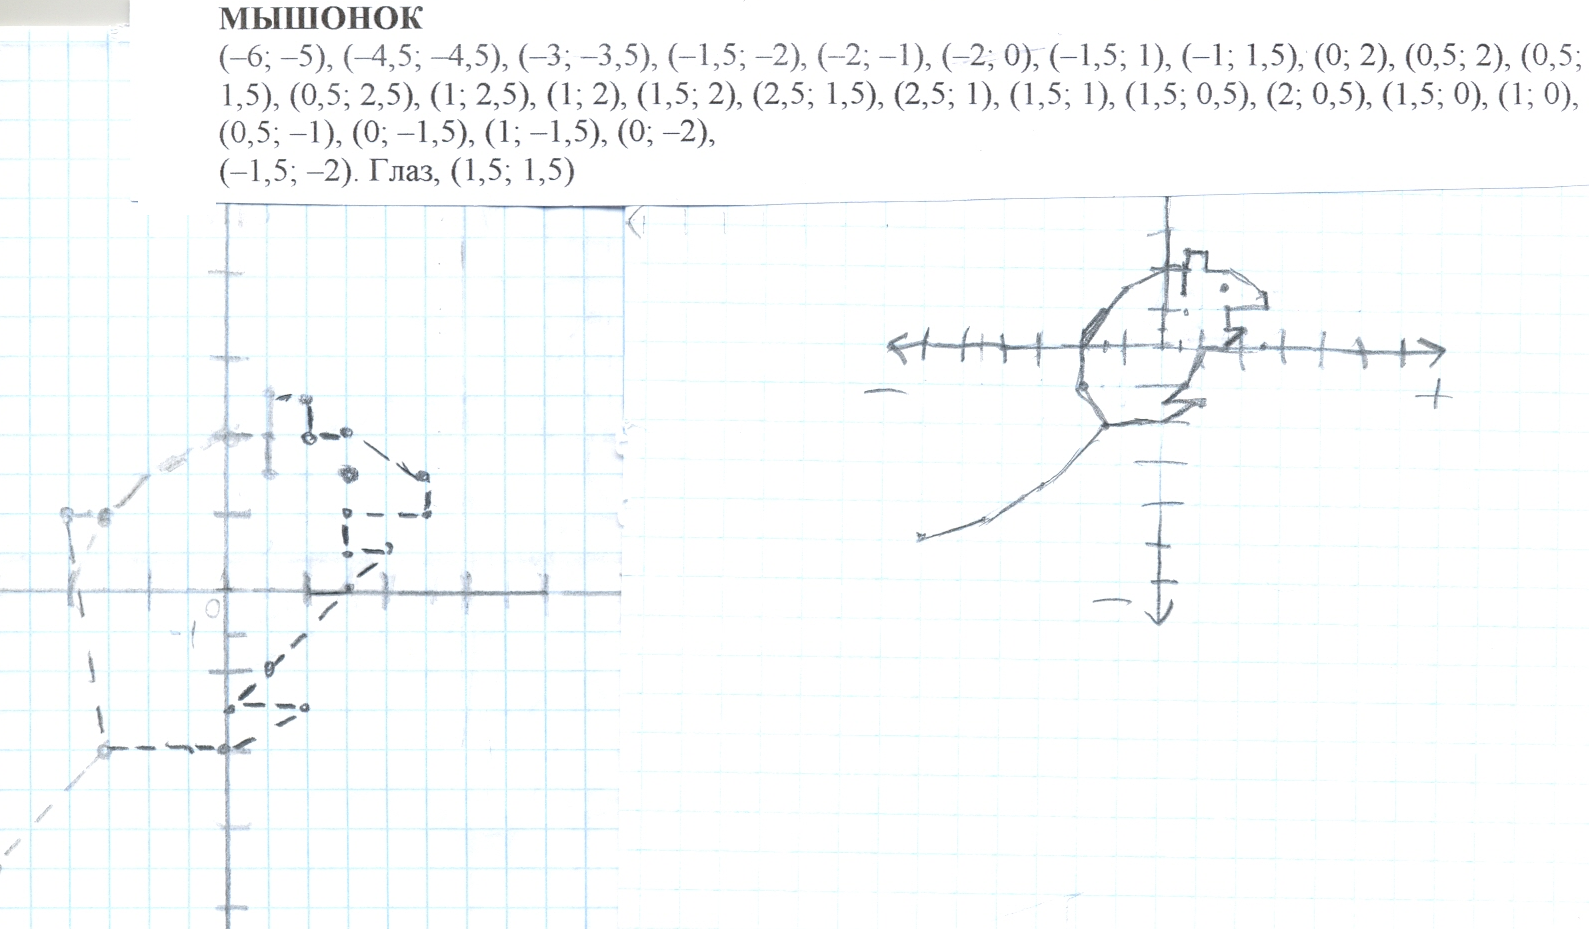 МЫШОНОК
(–6; –5), (–4,5; –4,5), (–3; –3,5), (–1,5; –2), (–2; –1), (–2; 0), (–1,5; 1), (–1; 1,5), (0; 2), (0,5; 2), (0,5;
1,5), (0,5; 2,5), (1; 2,5), (1; 2), (1,5; 2), (2,5; 1,5), (2,5; 1), (1,5; 1), (1,5; 0,5), (2; 0,5), (1,5; 0), (1; 0),
(0,5; –1), (0; –1,5), (1; –1,5), (0; –2),
(–1,5; –2). Глаз, (1,5; 1,5)
– +
0
-1
–